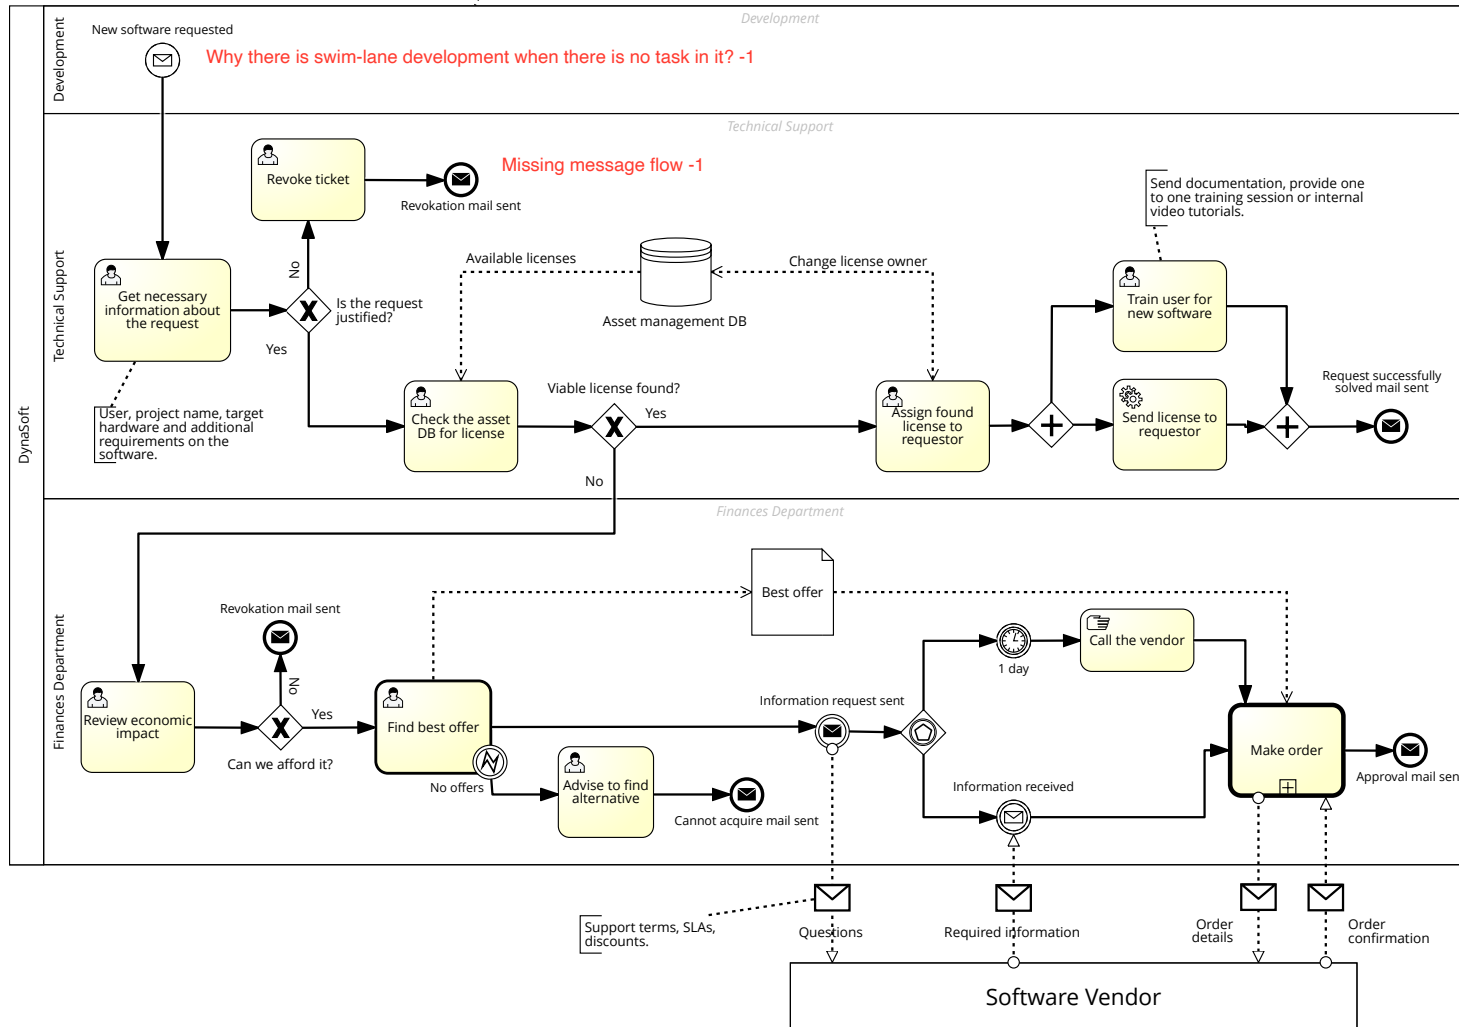 Development
New software requested
Why there is swim-lane development when there is no task in it? -1
Development
Technical Support
Revoke ticket
Missing message flow -1
Revokation mail sent
Send documentation, provide one
to one training session or internal
video tutorials.
No
Available licenses
Change license owner
Get necessary
information about
the request
Is the request
justified?
Asset management DB
Train user for
new software
Technical Support
Yes
Viable license found?
Request successfully
solved mail sent
User, project name, target
hardware and additional
requirements on the
software.
Check the asset
DB for license
Yes
Assign found
license to
requestor
Send license to
requestor
DynaSoft
No
Finances Department
Best offer
Revokation mail sent
Call the vendor
1 day
No
Information request sent
Finances Department
Review economic
impact
Yes
Find best offer
Make order
Can we afford it?
No offers
Advise to find
alternative
Information received
Approval mail sen
Cannot acquire mail sent
Support terms, SLAs,
discounts.
Questions
Required information
Order
details
Order
confirmation
Software Vendor